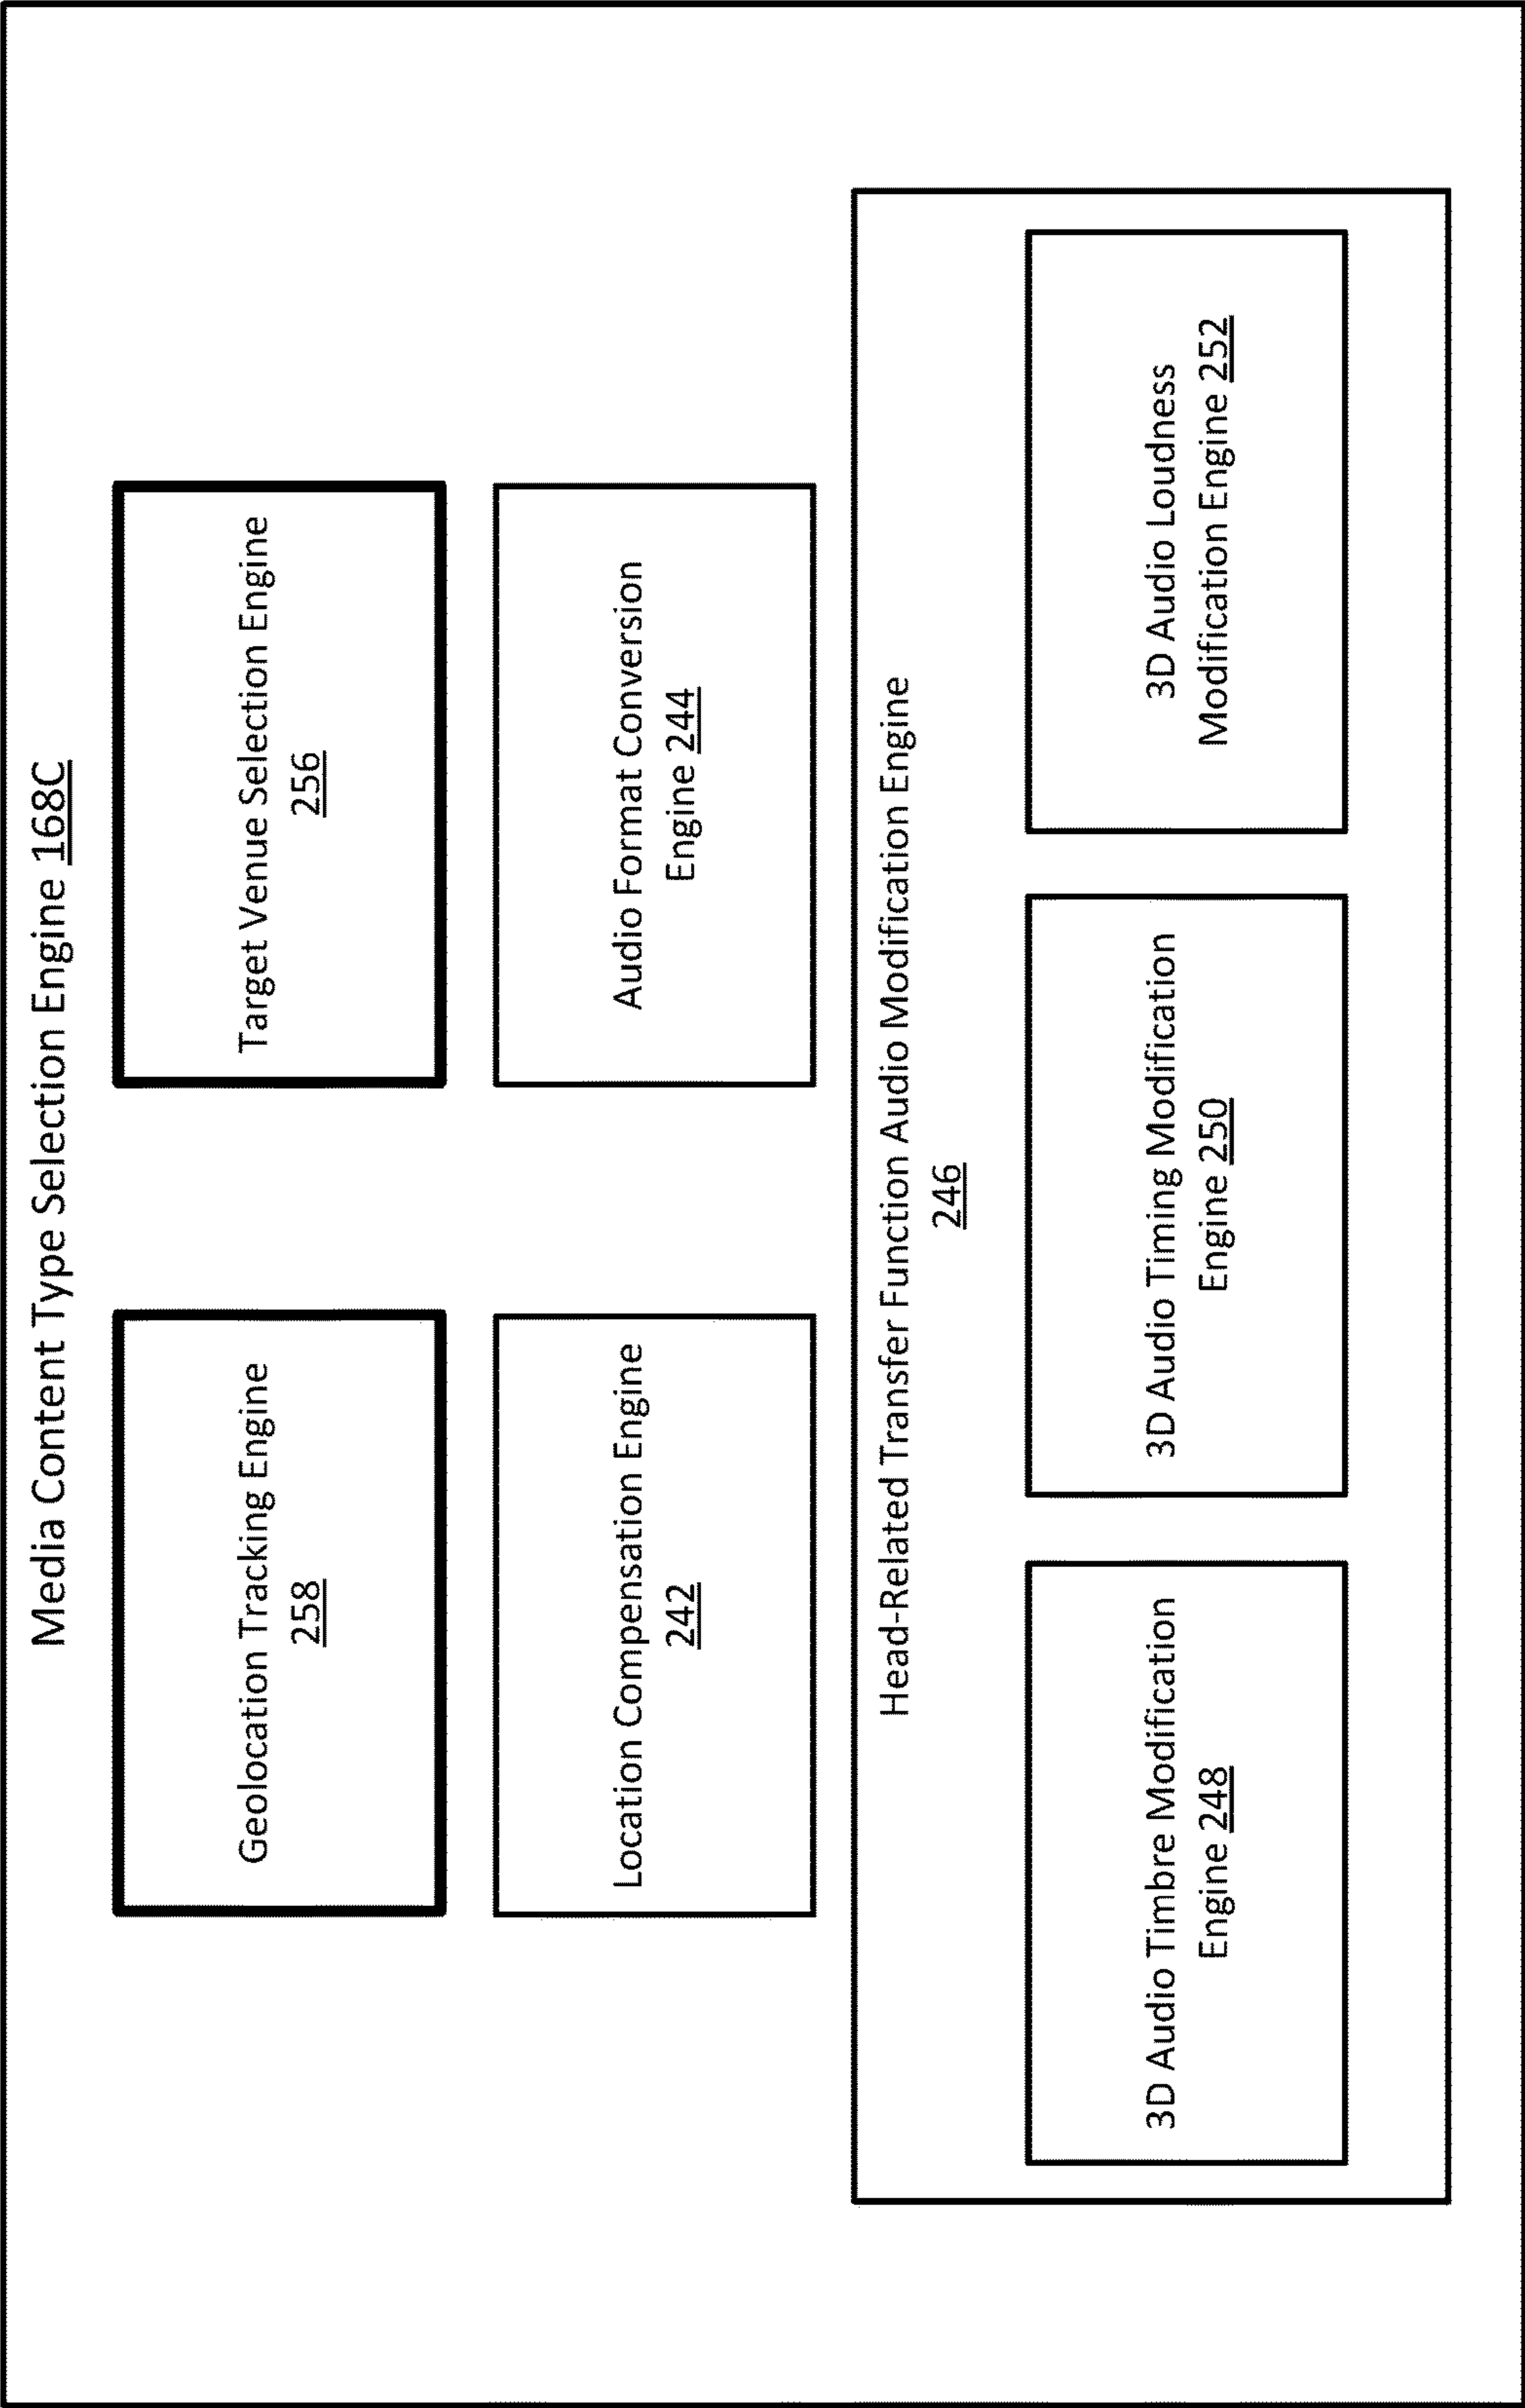 Media Content Type Selection Engine 168C
Geolocation Tracking Engine
258
Target Venue Selection Engine
256
Location Compensation Engine
242
Audio Format Conversion
Engine 244
Head-Related Transfer Function Audio Modification Engine
246
3D Audio Timbre Modification
Engine 248
3D Audio Timing Modification
Engine 250
3D Audio Loudness
Modification Engine 252